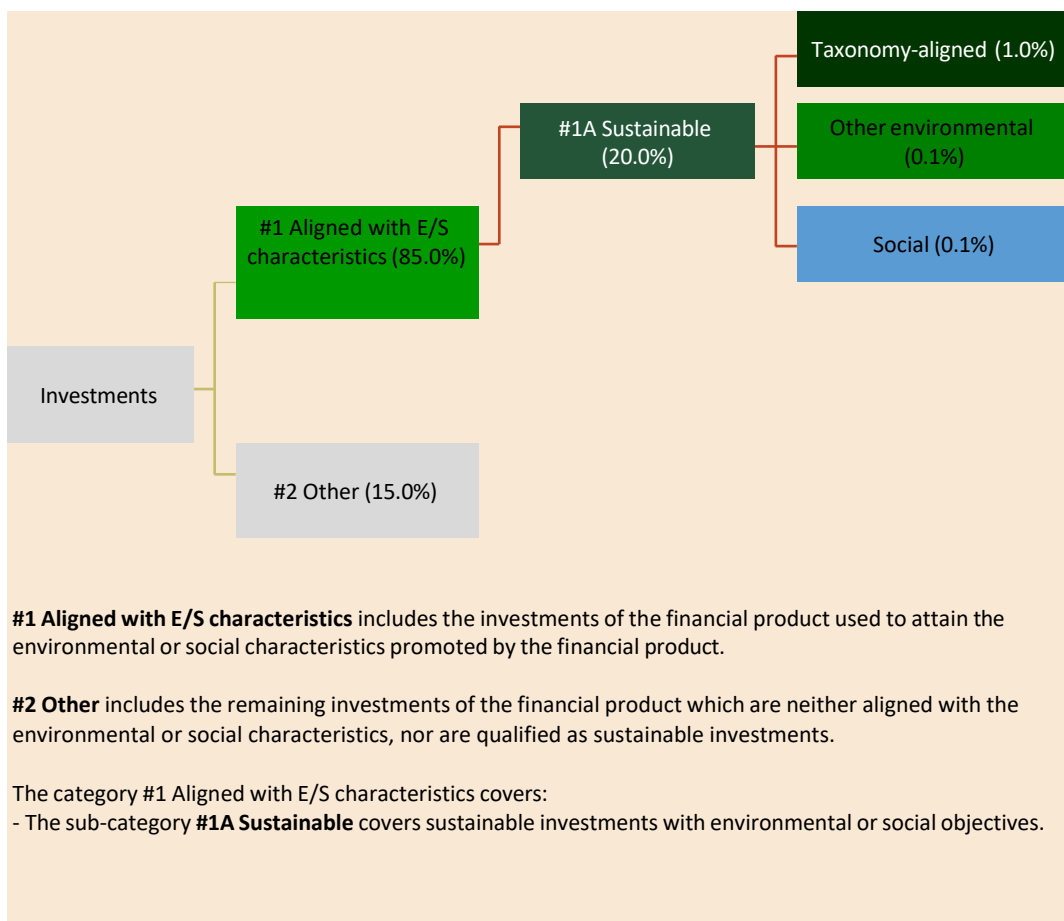 Taxonomy-aligned (1.0%)
#1A Sustainable
(20.0%)
Other environmental
(0.1%)
#1 Aligned with E/S
characteristics (85.0%)
Social (0.1%)
Investments
#2 Other (15.0%)
#1 Aligned with E/S characteristics includes the investments of the financial product used to attain the
environmental or social characteristics promoted by the financial product.
#2 Other includes the remaining investments of the financial product which are neither aligned with the
environmental or social characteristics, nor are qualified as sustainable investments.
The category #1 Aligned with E/S characteristics covers:
- The sub-category #1A Sustainable covers sustainable investments with environmental or social objectives.